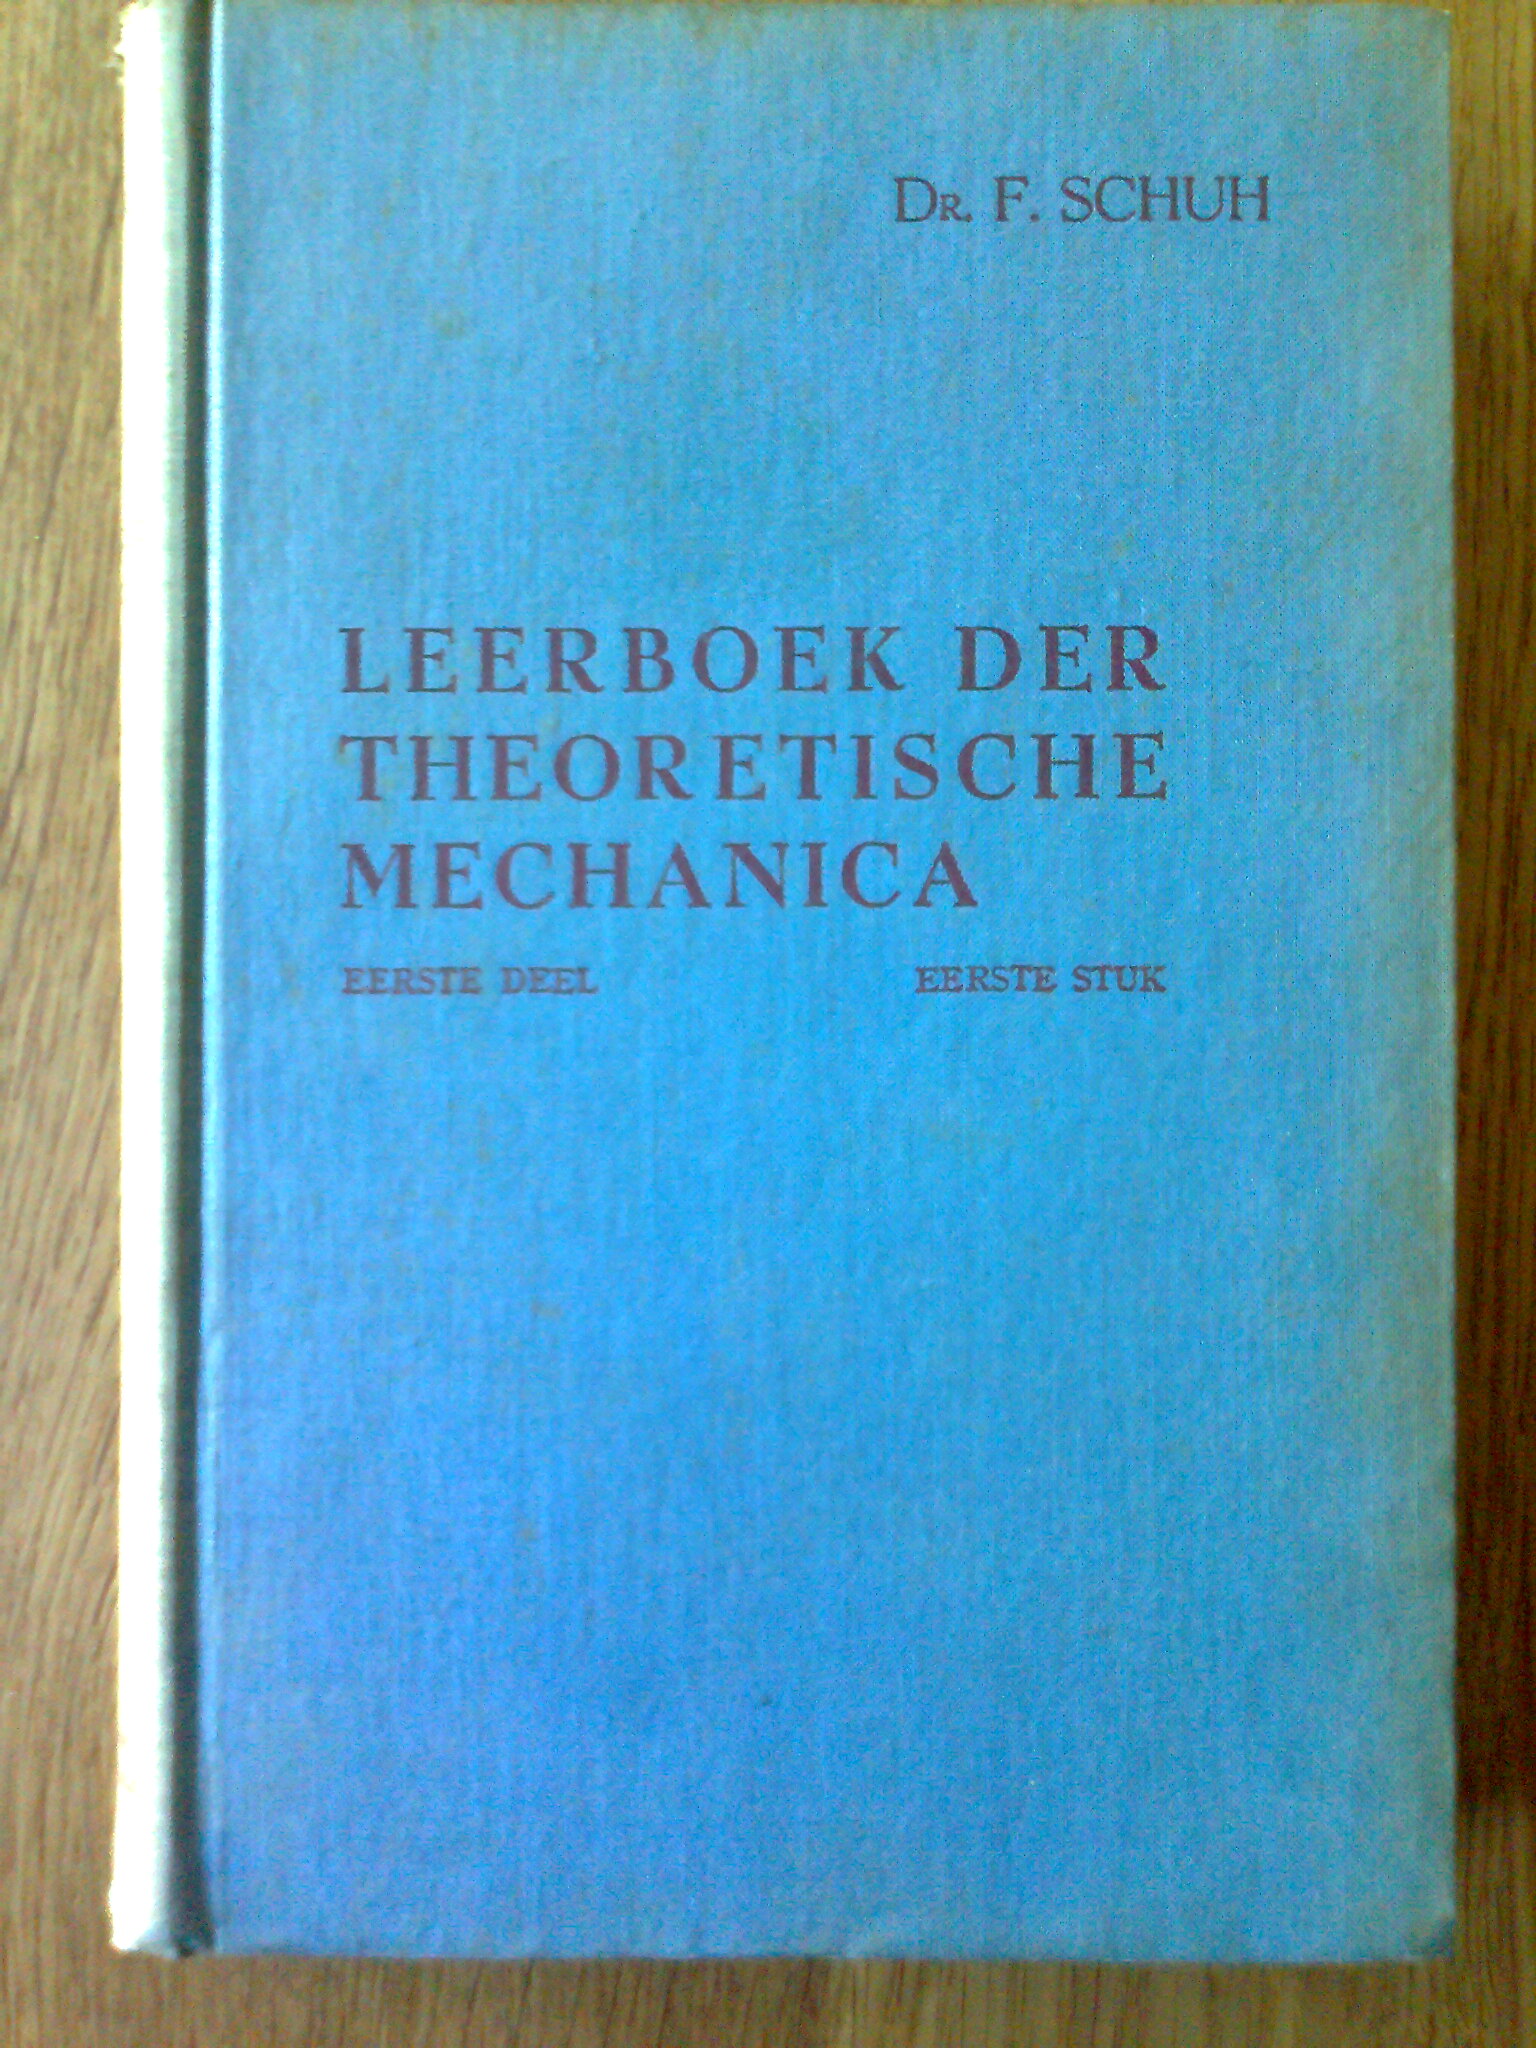 DR. F. SCHUH
LEERBOEK DER
THEORETISCHE
MECHANICA
EERSTE DEEL EERSTE STUK